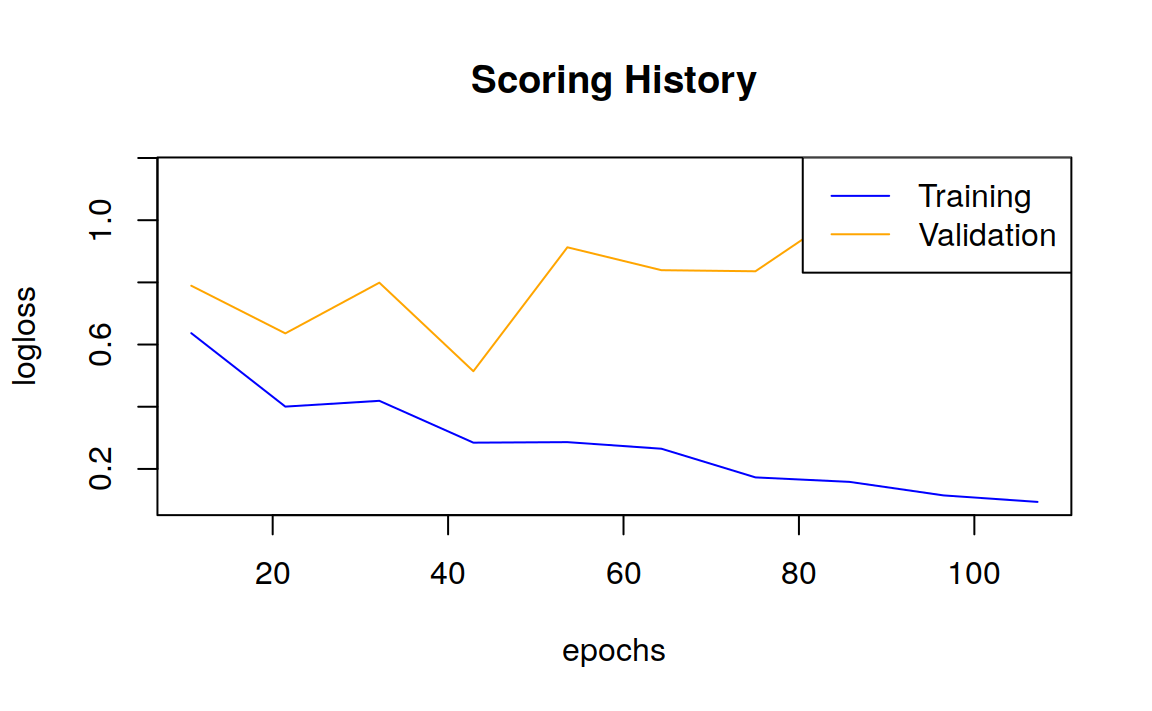 Scoring History
Training
Validation
logloss
1.0
0.6
0.2
20 40 60 80 100
epochs